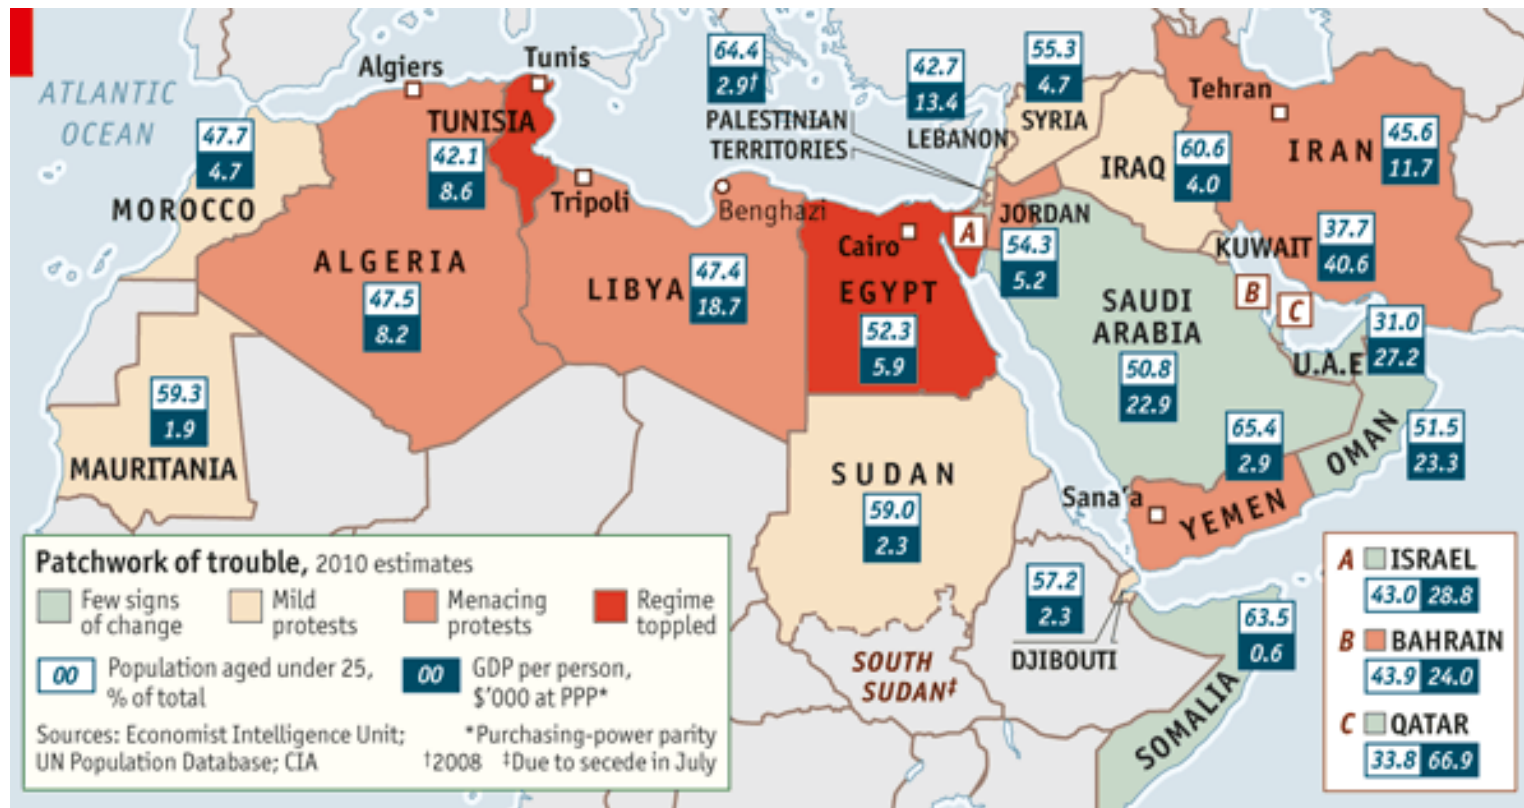 ATLANTIC
OCEAN
Algiers
Tunis
TUNISIA
42.1
8.6
47.7
4.7
MOROCCO
ALGERIA
47.5
8.2
Tripoli
Benghazi
LIBYA
47.4
18.7
59.3
1.9
MAURITANIA
64.4
2.9†
PALESTINIAN
TERRITORIES
42.7
13.4
LEBANON
55.3
4.7
SYRIA
60.6
4.0
IRAQ
Tehran
IRAN
45.6
11.7
A
JORDAN
54.3
5.2
Cairo
EGYPT
52.3
5.9
KUWAIT
37.7
40.6
B
C
SAUDI
ARABIA
50.8
22.9
31.0
U.A.E
27.2
OMAN
51.5
23.3
65.4
2.9
Sana'a
YEMEN
SUDAN
59.0
2.3
57.2
2.3
DJIBOUTI
SOUTH
SUDAN‡
63.5
0.6
SOMALIA
Patchwork of trouble, 2010 estimates
Few signs
of change
Mild
protests
Menacing
protests
Regime
toppled
00 Population aged under 25,
% of total
00 GDP per person,
$'000 at PPP*
Sources: Economist Intelligence Unit;
UN Population Database; CIA
*Purchasing-power parity
†2008 ‡Due to secede in July
A ISRAEL
43.0 28.8
B BAHRAIN
43.9 24.0
C QATAR
33.8 66.9